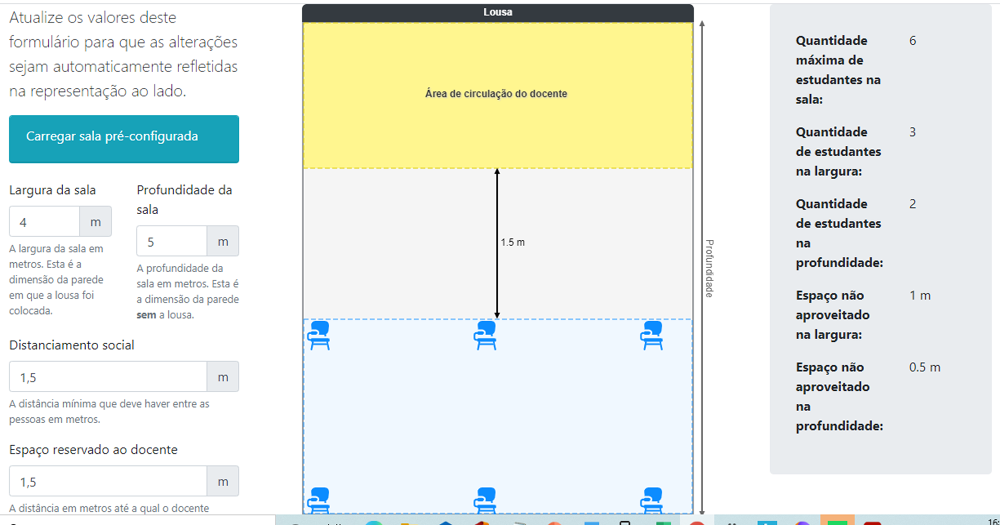 Atualize os valores deste
formulário para que as alterações
sejam automaticamente refletidas
na representação ao lado.
Carregar sala pré-configurada
Largura da sala
4 m
A largura da sala em
metros. Esta é a
dimensão da parede
em que a lousa foi
colocada.
Profundidade da
sala
5 m
A profundidade da
sala em metros. Esta é
a dimensão da parede
sem a lousa.
Distanciamento social
1,5 m
A distância mínima que deve haver entre as
pessoas em metros.
Espaço reservado ao docente
1,5 m
A distância em metros até a qual o docente
Lousa
Área de circulação do docente
1.5 m
Profundidade
Quantidade 6
máxima de
estudantes na
sala:
Quantidade 3
de estudantes
na largura:
Quantidade 2
de estudantes
na
profundidade:
Espaço não 1 m
aproveitado
na largura:
Espaço não 0.5 m
aproveitado
na
profundidade: